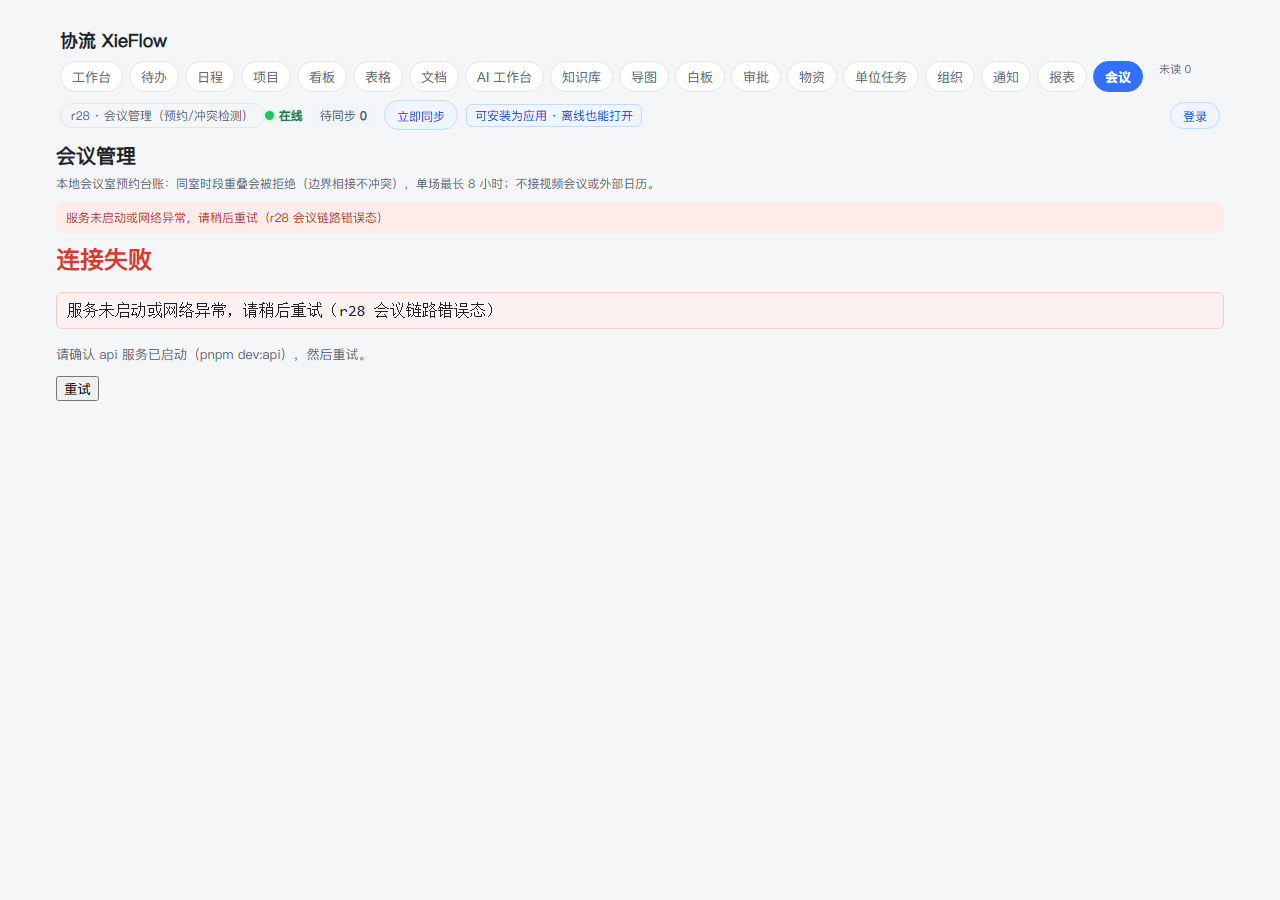 协流 XieFlow
工作台 待办 日程 项目 看板 表格 文档 AI 工作台 知识库 导图 白板 审批 物资 单位任务 组织 通知 报表 会议 未读 0
r28 · 会议管理（预约/冲突检测） 在线 待同步 0 立即同步 可安装为应用 · 离线也能打开 登录
会议管理
本地会议室预约台账：同室时段重叠会被拒绝（边界相接不冲突），单场最长 8 小时；不接视频会议或外部日历。
服务未启动或网络异常，请稍后重试（r28 会议链路错误态）
连接失败
服务未启动或网络异常，请稍后重试（r28 会议链路错误态）
请确认 api 服务已启动（pnpm dev:api），然后重试。
重试